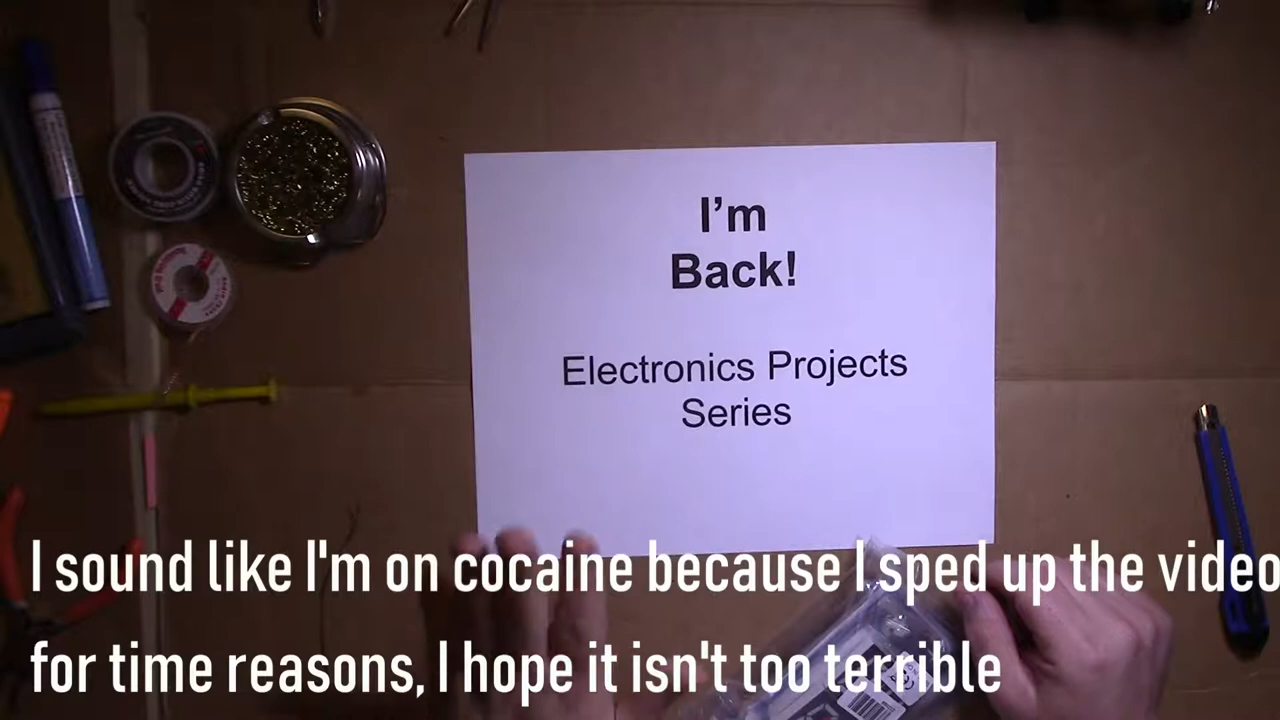 I'm
Back!
Electronics Projects
Series
I sound like I'm on cocaine because I sped up the video
for time reasons, I hope it isn't too terrible